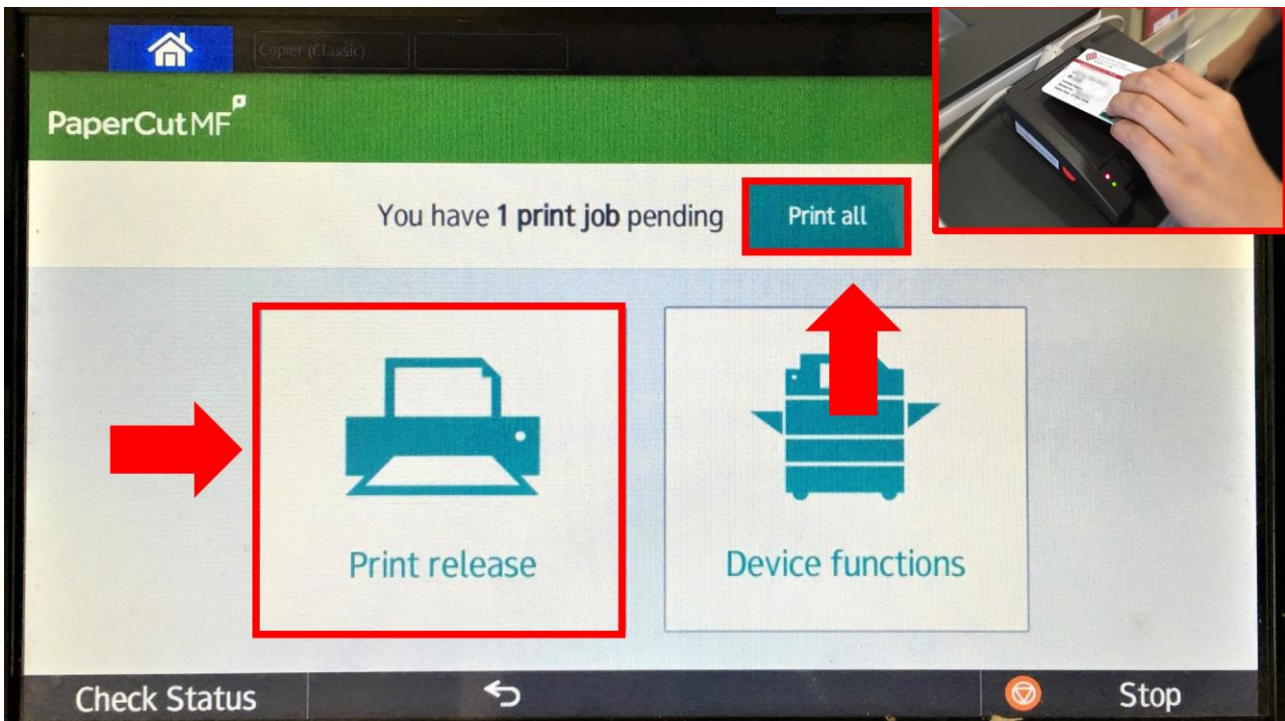 Copier (Classic)
PaperCutMF
You have 1 print job pending
Print all
Print release
Device functions
Check Status
Stop